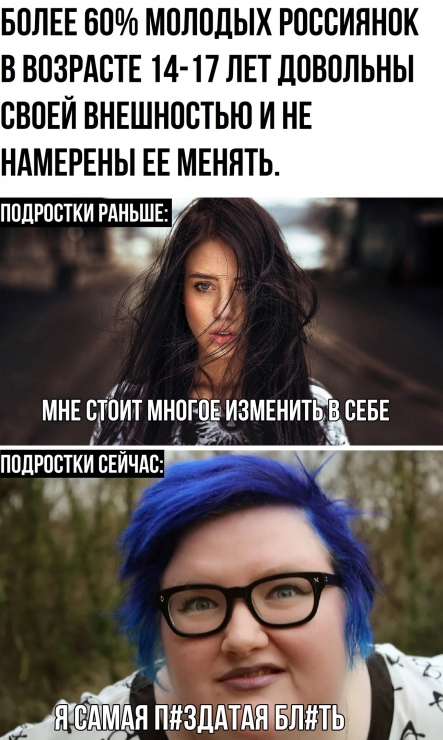 БОЛЕЕ 60% МОЛОДЫХ РОССИЯНОК
В ВОЗРАСТЕ 14-17 ЛЕТ ДОВОЛЬНЫ
СВОЕЙ ВНЕШНОСТЬЮ И НЕ
НАМЕРЕНЫ ЕЕ МЕНЯТЬ.
ПОДРОСТКИ РАНЬШЕ:
МНЕ СТОИТ МНОГОЕ ИЗМЕНИТЬ В СЕБЕ
ПОДРОСТКИ СЕЙЧАС:
Я САМАЯ П#ЗДАТАЯ БЛ#ТЬ